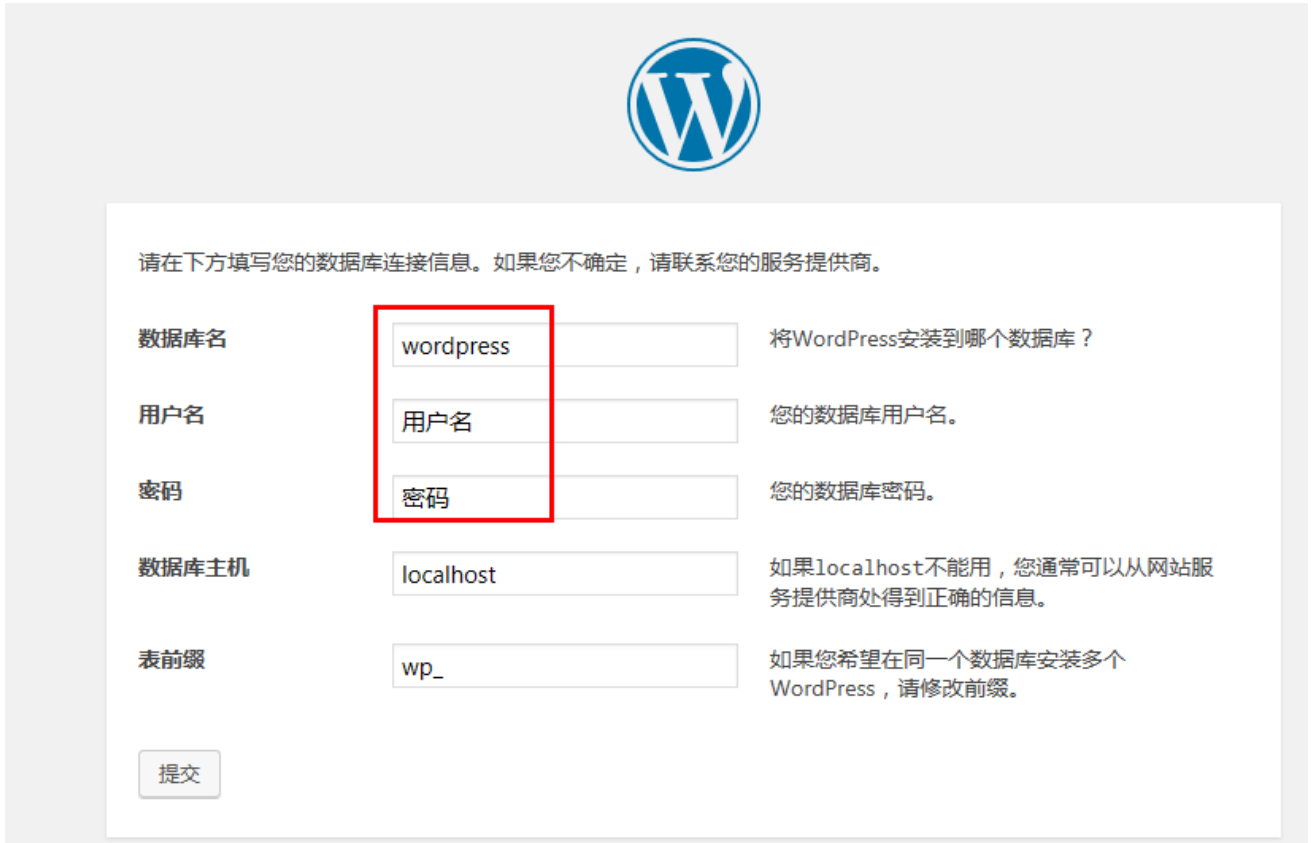 请在下方填写您的数据库连接信息。如果您不确定，请联系您的服务提供商。
数据库名 wordpress 将WordPress安装到哪个数据库？
用户名 用户名 您的数据库用户名。
密码 密码 您的数据库密码。
数据库主机 localhost 如果localhost不能用，您通常可以从网站服
务提供商处得到正确的信息。
表前缀 wp_ 如果您希望在同一个数据库安装多个
WordPress，请修改前缀。
提交